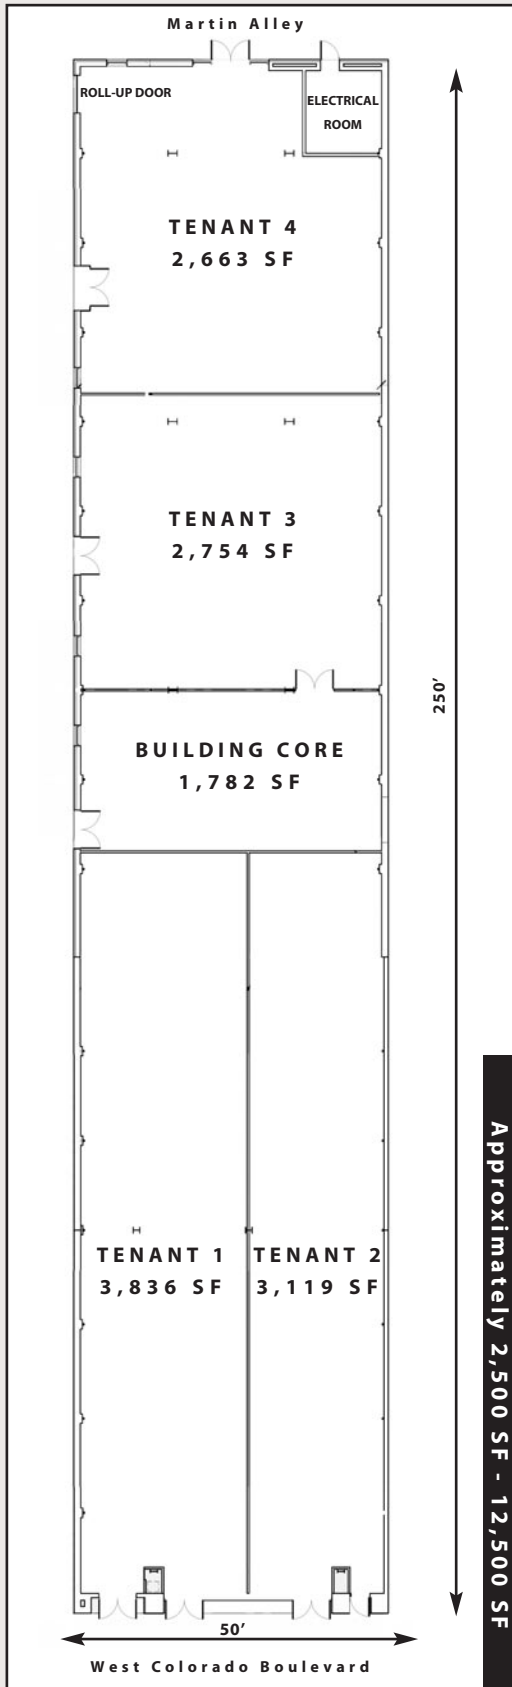 Martin Alley
ROLL-UP DOOR
ELECTRICAL
ROOM
TENANT 4
2,663 SF
TENANT 3
2,754 SF
250′
BUILDING CORE
1,782 SF
TENANT 1
3,836 SF
TENANT 2
3,119 SF
Approximately 2,500 SF - 12,500 SF
50′
West Colorado Boulevard